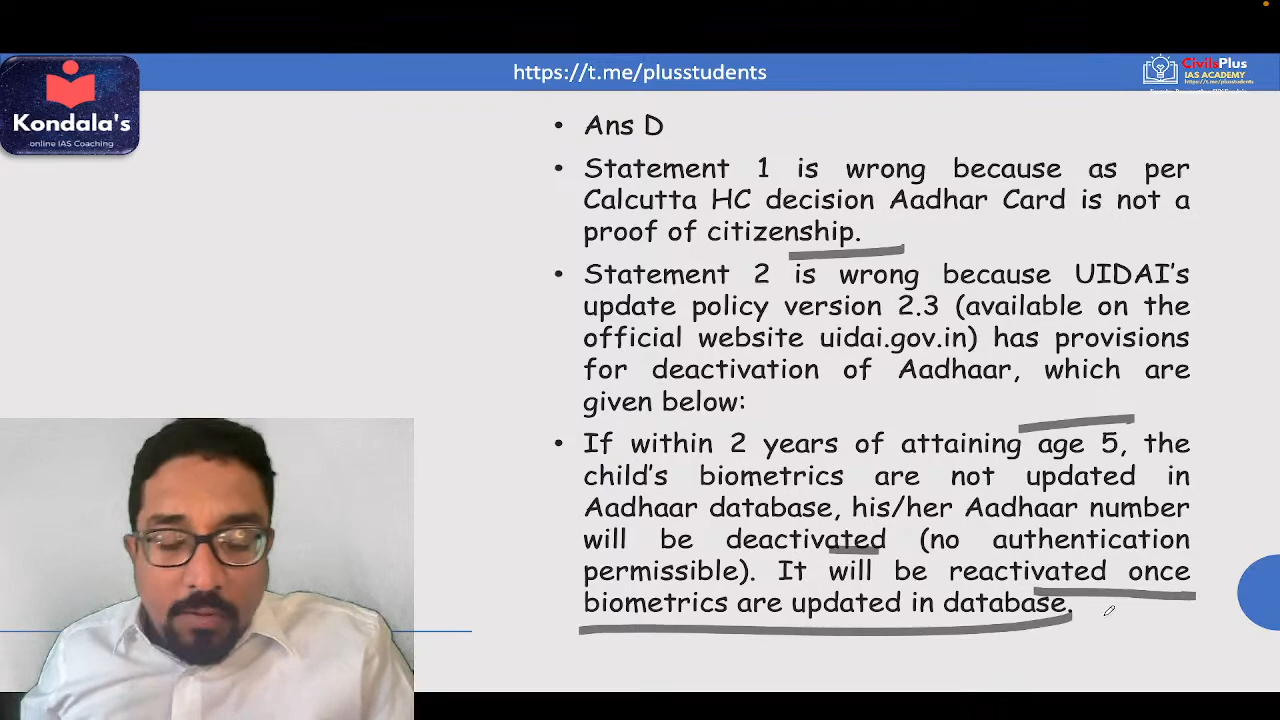 https://t.me/plusstudents
CivilsPlus
IAS ACADEMY
https://t.me/plusstudents
Kondala's
online IAS Coaching
• Ans D
• Statement 1 is wrong because as per
Calcutta HC decision Aadhar Card is not a
proof of citizenship.
• Statement 2 is wrong because UIDAI's
update policy version 2.3 (available on the
official website uidai.gov.in) has provisions
for deactivation of Aadhaar, which are
given below:
• If within 2 years of attaining age 5, the
child's biometrics are not updated in
Aadhaar database, his/her Aadhaar number
will be deactivated (no authentication
permissible). It will be reactivated once
biometrics are updated in database.